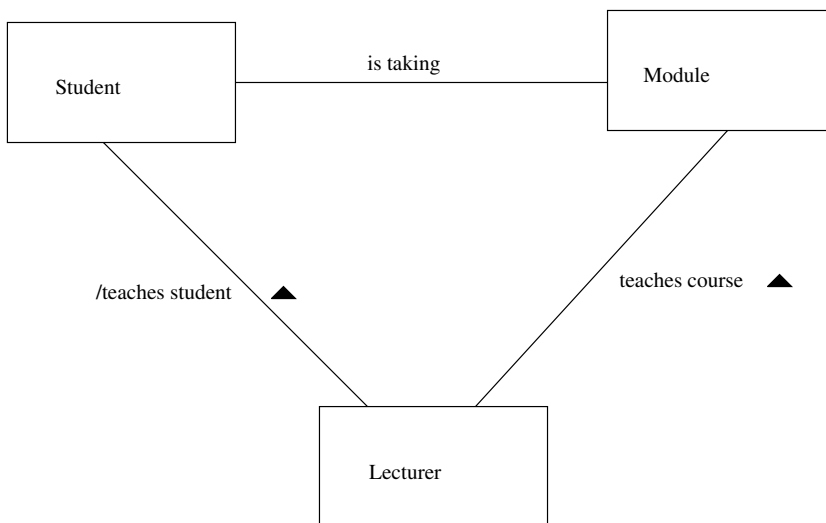 is taking
Student
Module
/teaches student
teaches course
Lecturer